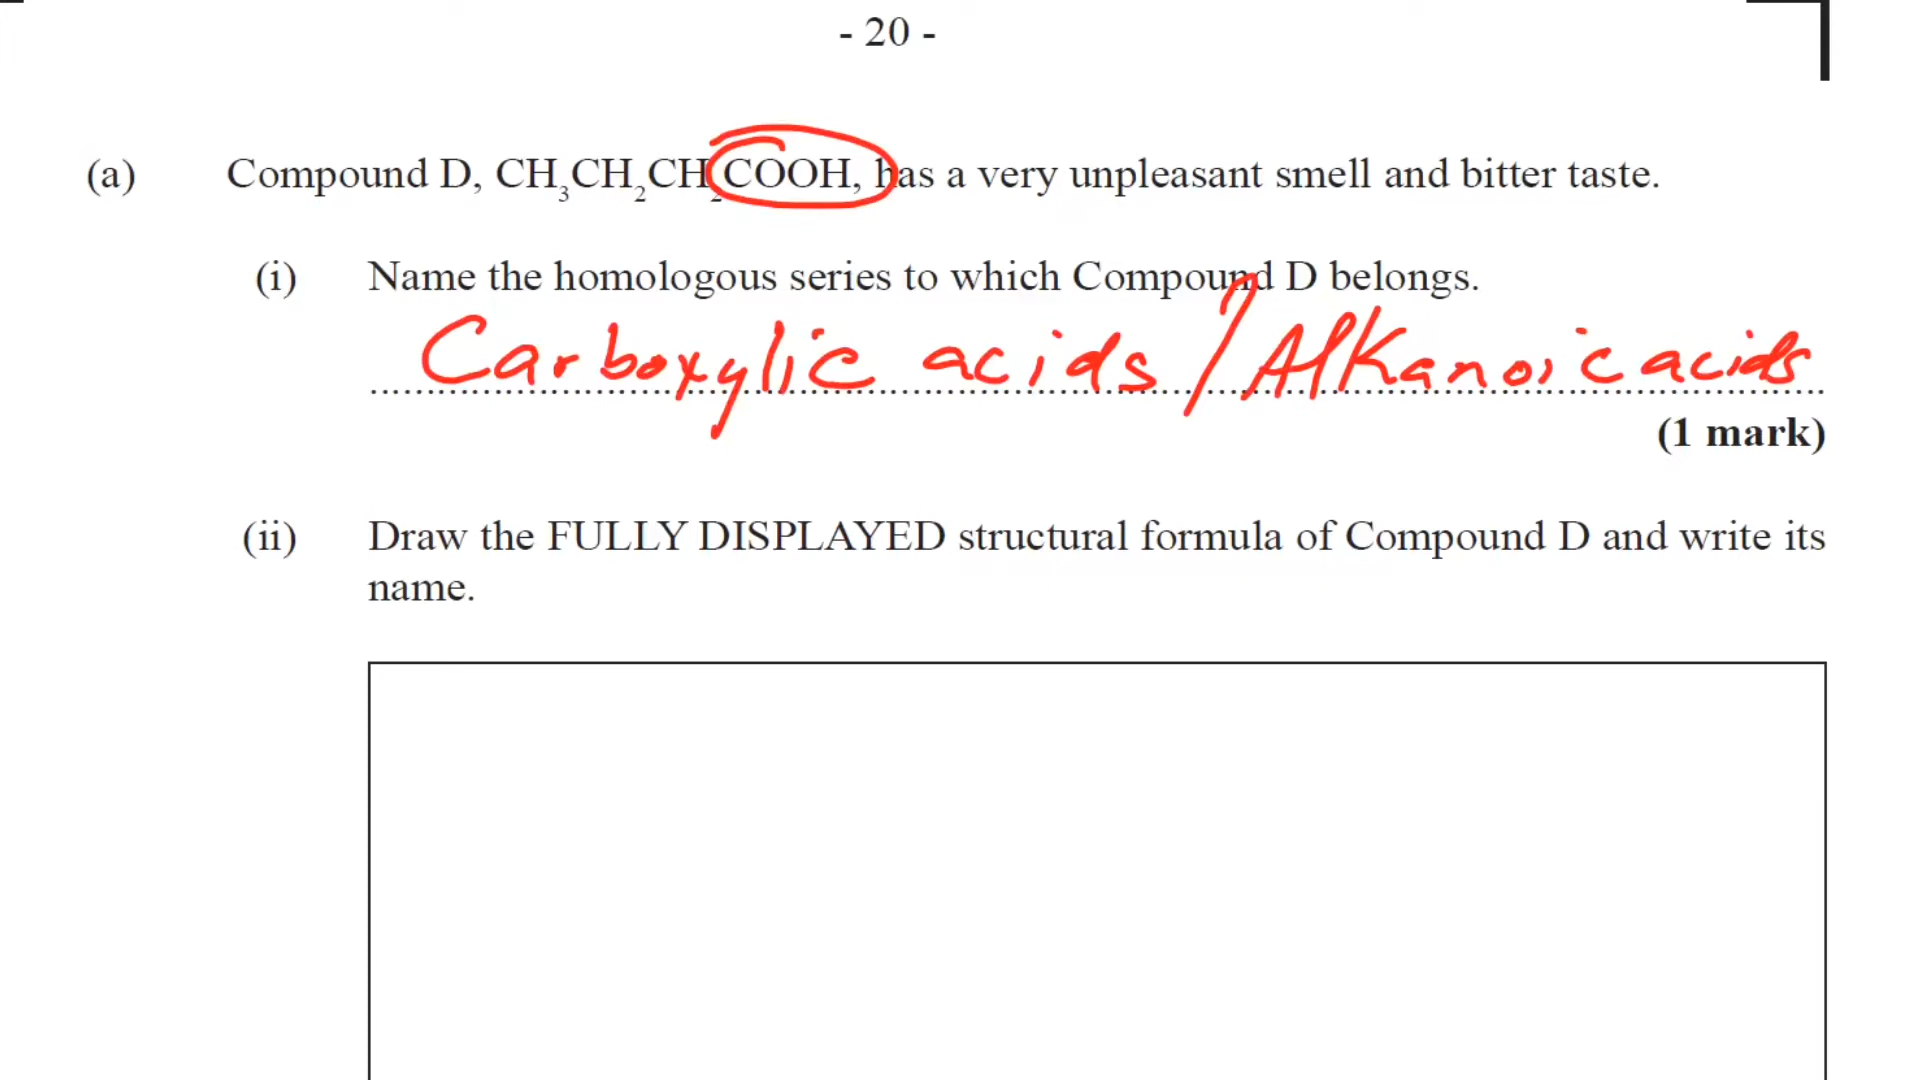 - 20 -
(a) Compound D, CH₃CH₂CH₂COOH, has a very unpleasant smell and bitter taste.
(i) Name the homologous series to which Compound D belongs.
Carboxylic acids / Alkanoic acids
(1 mark)
(ii) Draw the FULLY DISPLAYED structural formula of Compound D and write its
name.